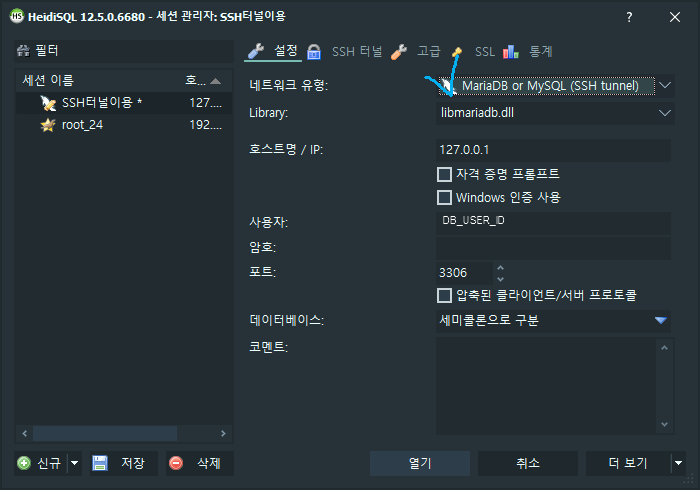 HeidiSQL 12.5.0.6680 - 세션 관리자: SSH터널이용
필터
세션 이름 호...
SSH터널이용 * 127....
root_24 192....
설정 SSH 터널 고급 SSL 통계
네트워크 유형: MariaDB or MySQL (SSH tunnel)
Library: libmariadb.dll
호스트명 / IP: 127.0.0.1
자격 증명 프롬프트
Windows 인증 사용
사용자: DB_USER_ID
암호:
포트: 3306
압축된 클라이언트/서버 프로토콜
데이터베이스: 세미콜론으로 구분
코멘트:
신규 저장 삭제 열기 취소 더 보기